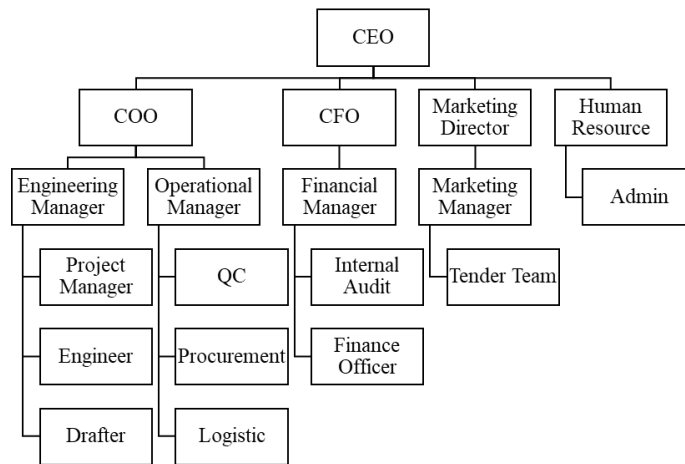 CEO
COO
CFO
Marketing
Director
Human
Resource
Engineering
Manager
Operational
Manager
Financial
Manager
Marketing
Manager
Admin
Project
Manager
QC
Internal
Audit
Tender Team
Engineer
Procurement
Finance
Officer
Drafter
Logistic